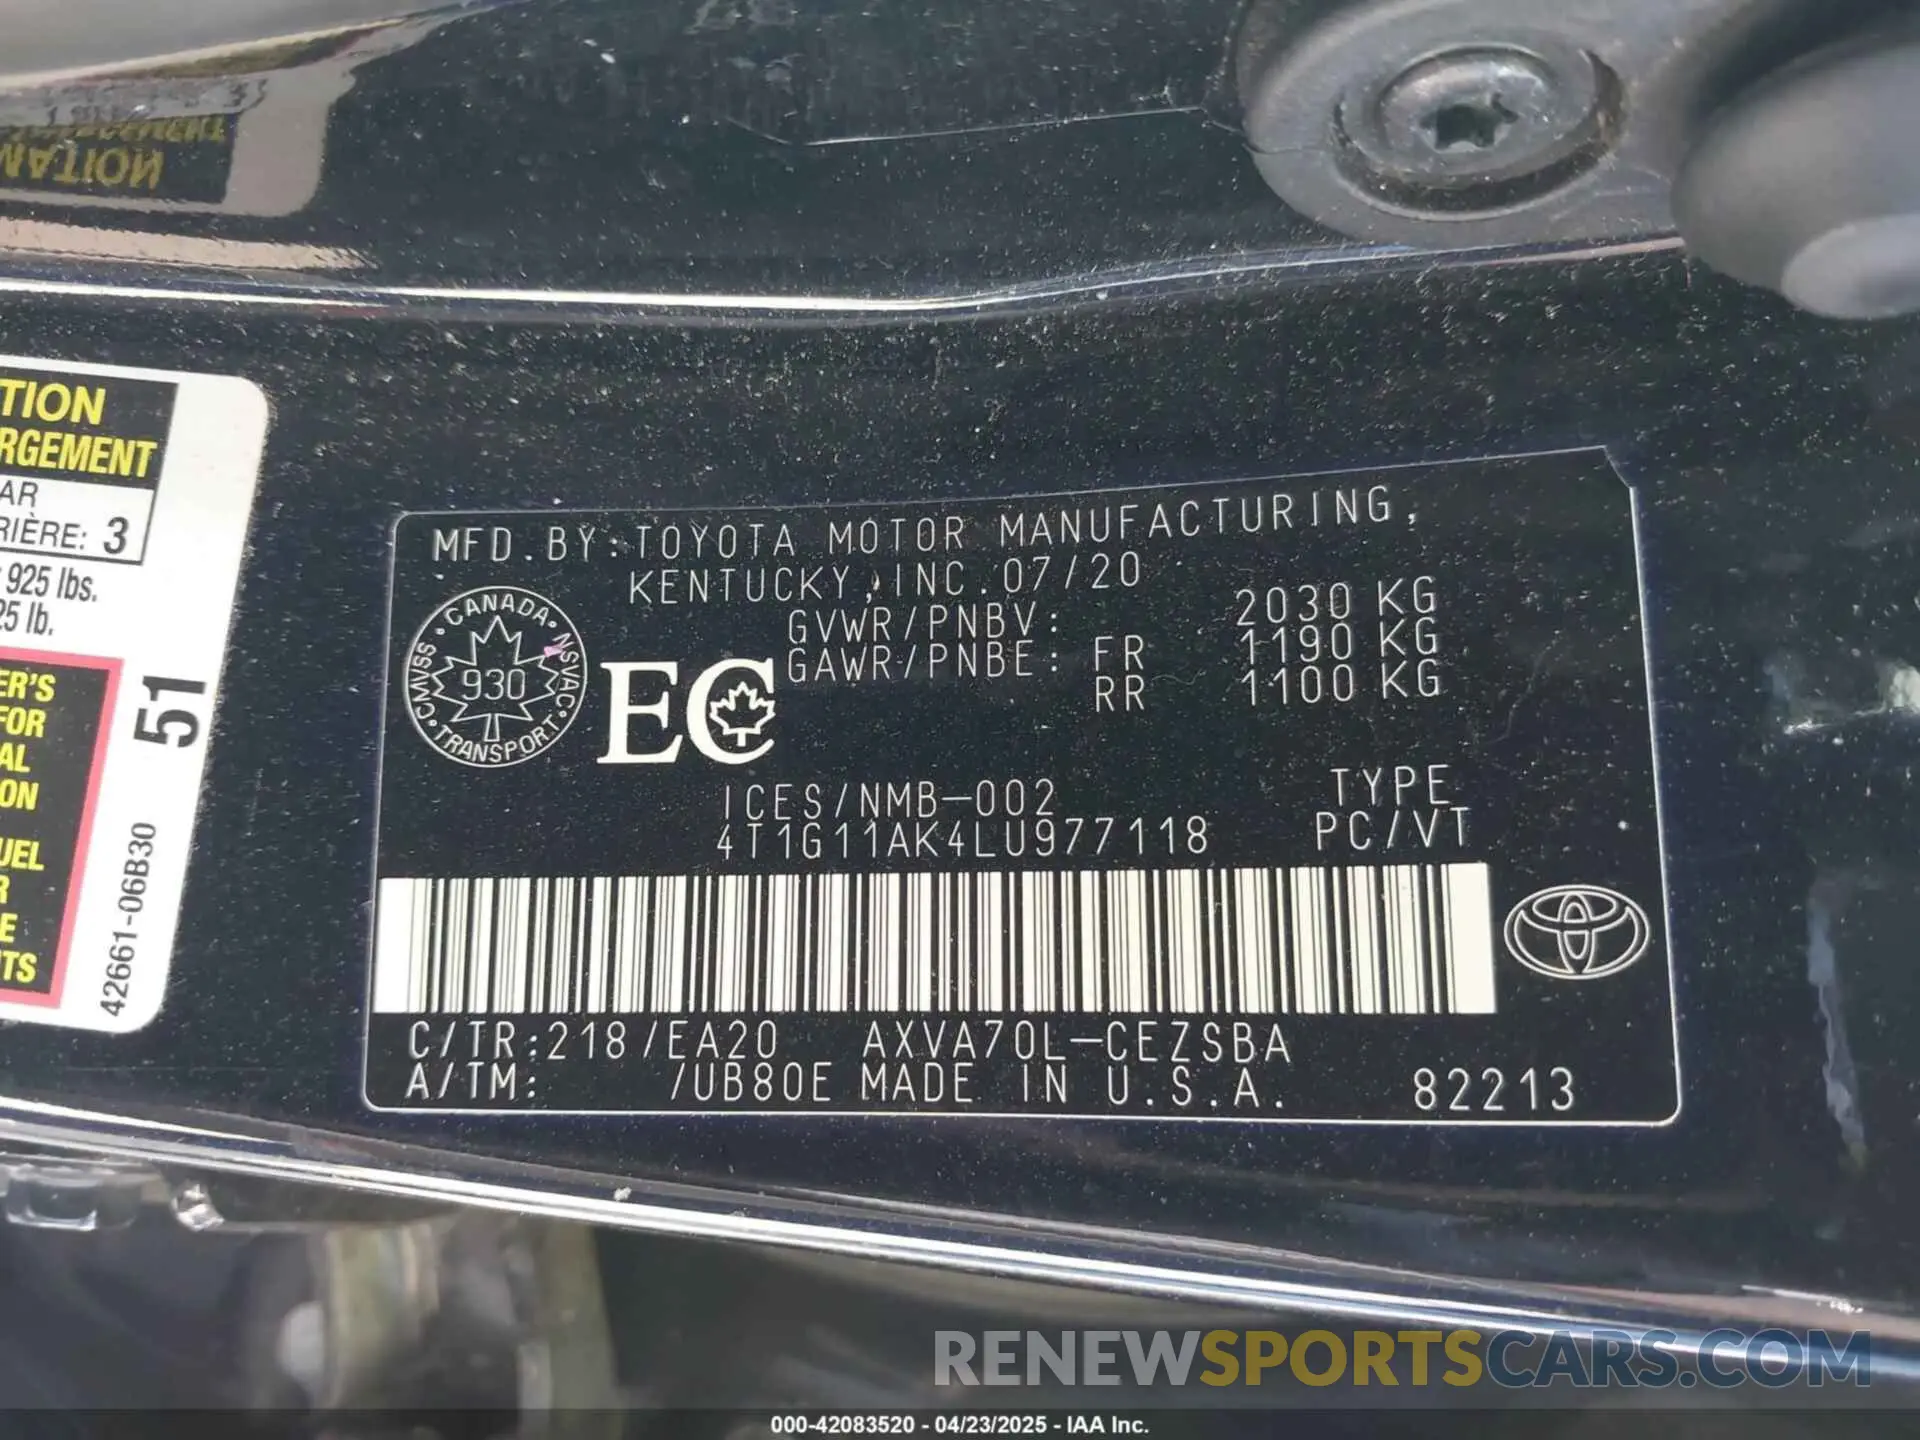 NATION
TION
RGEMENT
AR
RIÈRE: 3
925 lbs.
25 lb.
ER'S
FOR
AL
ON
UEL
R
E
TS
51
42661-06B30
MFD.BY:TOYOTA MOTOR MANUFACTURING,
KENTUCKY,INC.07/20
GVWR/PNBV: 2030 KG
GAWR/PNBE: FR 1190 KG
RR 1100 KG
CANADA · NSVAC · TRANSPORT · CMVSS ·
930
EC
ICES/NMB-002
TYPE
4T1G11AK4LU977118
PC/VT
C/TR:218/EA20 AXVA70L-CEZSBA
A/TM: /UB80E MADE IN U.S.A. 82213
RENEWSPORTSCARS.COM
000-42083520 - 04/23/2025 - IAA Inc.